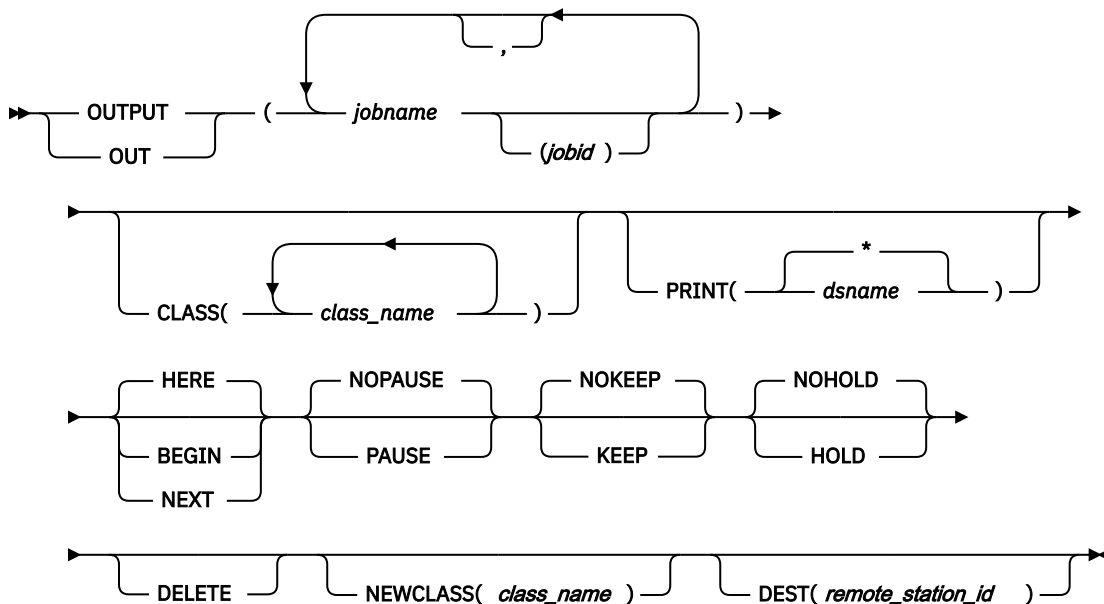 ,
OUTPUT ( jobname )
OUT (jobid )
*
CLASS( class_name ) PRINT( dsname )
HERE NOPAUSE NOKEEP NOHOLD
BEGIN PAUSE KEEP HOLD
NEXT
DELETE NEWCLASS( class_name ) DEST( remote_station_id )